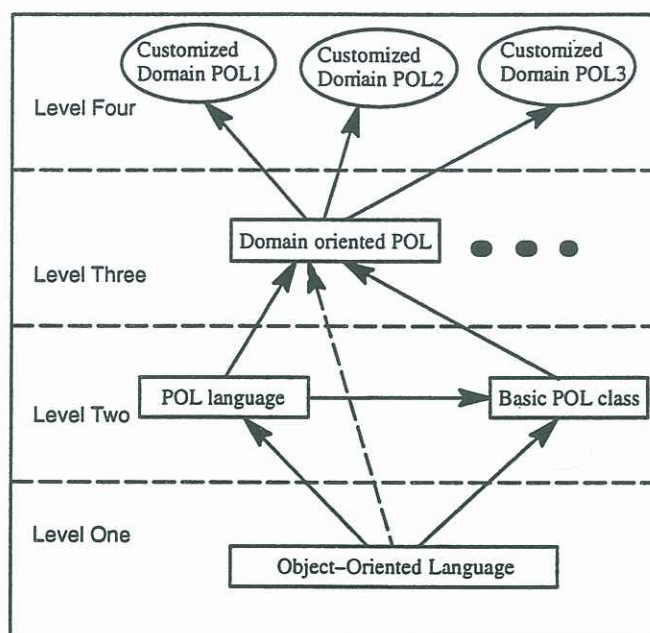 Customized
Domain POL1
Customized
Domain POL2
Customized
Domain POL3
Level Four
Domain oriented POL
Level Three
POL language
Basic POL class
Level Two
Level One
Object-Oriented Language